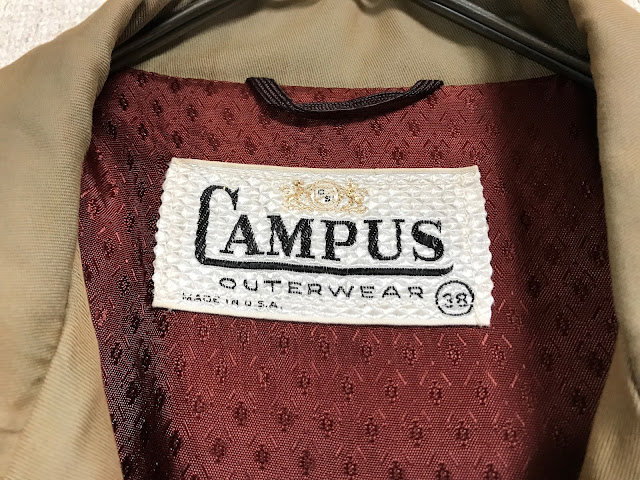 C S
CAMPUS
OUTERWEAR 38
MADE IN U.S.A.